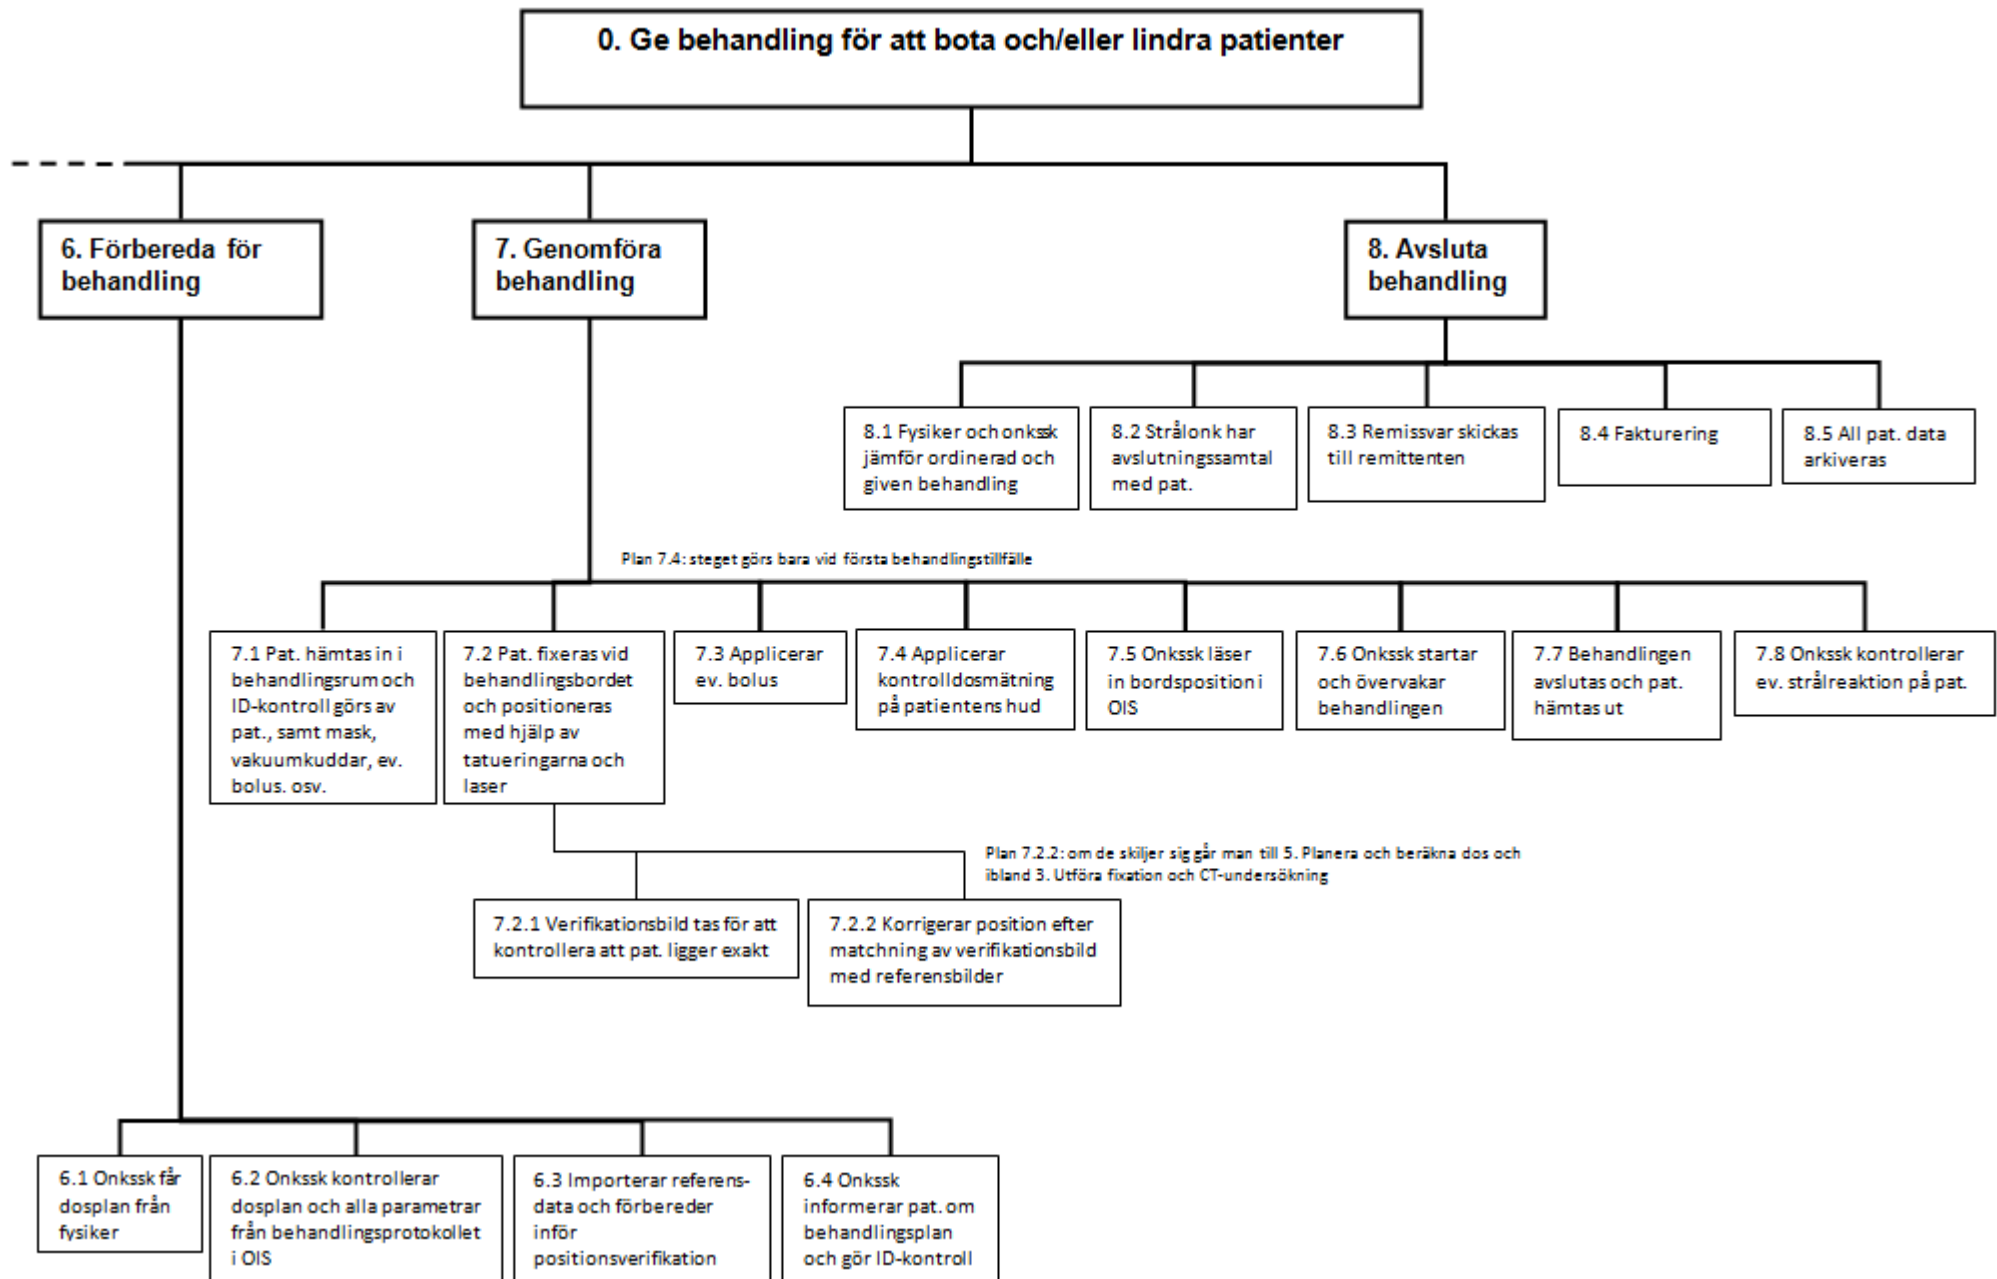 0. Ge behandling för att bota och/eller lindra patienter
6. Förbereda för
behandling
7. Genomföra
behandling
8. Avsluta
behandling
8.1 Fysiker och onkssk
jämför ordinerad och
given behandling
8.2 Strålonk har
avslutningssamtal
med pat.
8.3 Remissvar skickas
till remittenten
8.4 Fakturering
8.5 All pat. data
arkiveras
Plan 7.4: steget görs bara vid första behandlingstillfälle
7.1 Pat. hämtas in i
behandlingsrum och
ID-kontroll görs av
pat., samt mask,
vakuumkuddar, ev.
bolus. osv.
7.2 Pat. fixeras vid
behandlingsbordet
och positioneras
med hjälp av
tatueringarna och
laser
7.3 Applicerar
ev. bolus
7.4 Applicerar
kontrolldosmätning
på patientens hud
7.5 Onkssk läser
in bordsposition i
OIS
7.6 Onkssk startar
och övervakar
behandlingen
7.7 Behandlingen
avslutas och pat.
hämtas ut
7.8 Onkssk kontrollerar
ev. strålreaktion på pat.
Plan 7.2.2: om de skiljer sig går man till 5. Planera och beräkna dos och
ibland 3. Utföra fixation och CT-undersökning
7.2.1 Verifikationsbild tas för att
kontrollera att pat. ligger exakt
7.2.2 Korrigerar position efter
matchning av verifikationsbild
med referensbilder
6.1 Onkssk får
dosplan från
fysiker
6.2 Onkssk kontrollerar
dosplan och alla parametrar
från behandlingsprotokollet
i OIS
6.3 Importerar referens-
data och förbereder
inför
positionsverifikation
6.4 Onkssk
informerar pat. om
behandlingsplan
och gör ID-kontroll